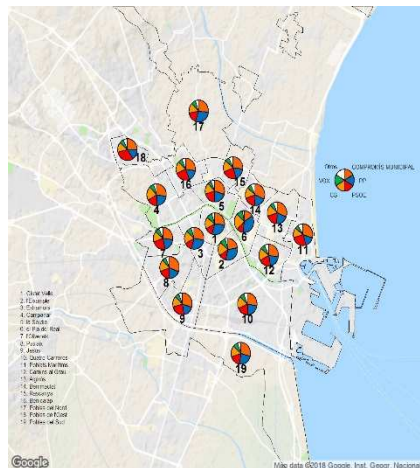 17
18
16
15
4
5
14
13
1
6
11
7
3
2
12
8
9
10
19
Otros COMPROMÍS MUNICIPAL
VOX PP
CS PSOE
1 Ciutat Vella
2 l'Eixample
3 Extramurs
4 Campanar
5 la Saïdia
6 el Pla del Real
7 l'Olivereta
8 Patraix
9 Jesús
10 Quatre Carreres
11 Poblats Marítims
12 Camins al Grau
13 Algirós
14 Benimaclet
15 Rascanya
16 Benicalap
17 Pobles del Nord
18 Pobles de l'Oest
19 Pobles del Sud
Google
Map data ©2018 Google, Inst. Geogr. Nacional